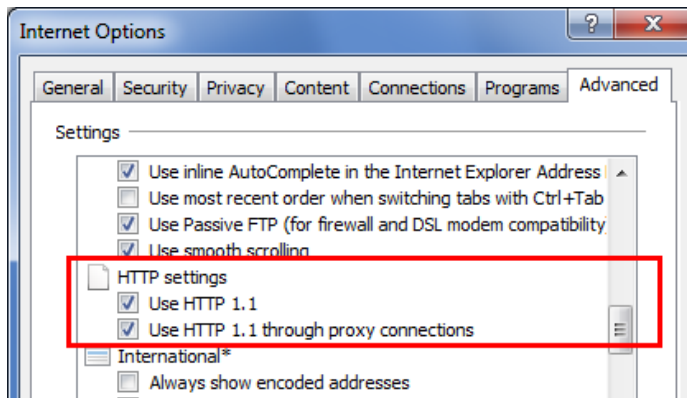 Internet Options
?
X
General Security Privacy Content Connections Programs Advanced
Settings
Use inline AutoComplete in the Internet Explorer Address
Use most recent order when switching tabs with Ctrl+Tab
Use Passive FTP (for firewall and DSL modem compatibility)
Use smooth scrolling
HTTP settings
Use HTTP 1.1
Use HTTP 1.1 through proxy connections
International*
Always show encoded addresses